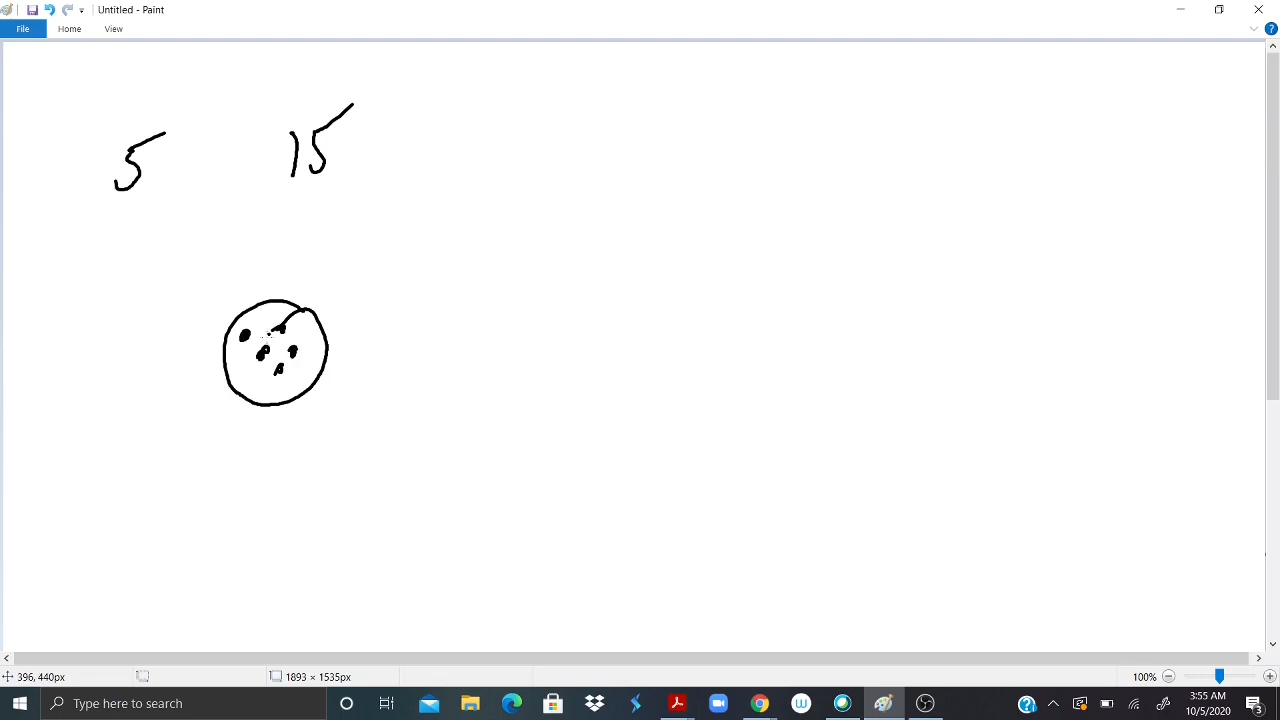 Untitled - Paint
File Home View
5 15
396, 440px 1893 × 1535px 100%
Type here to search
3:55 AM
10/5/2020
3